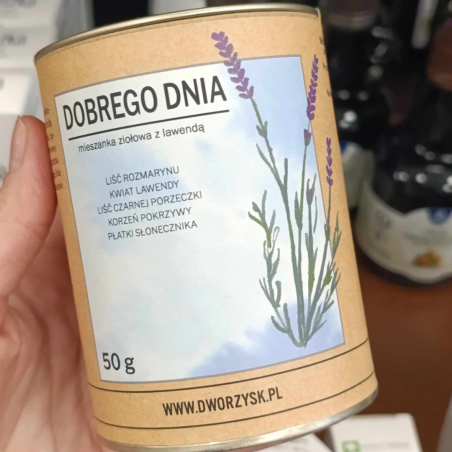 DOBREGO DNIA
mieszanka ziołowa z lawendą
LIŚĆ ROZMARYNU
KWIAT LAWENDY
LIŚĆ CZARNEJ PORZECZKI
KORZEŃ POKRZYWY
PŁATKI SŁONECZNIKA
50 g
WWW.DWORZYSK.PL